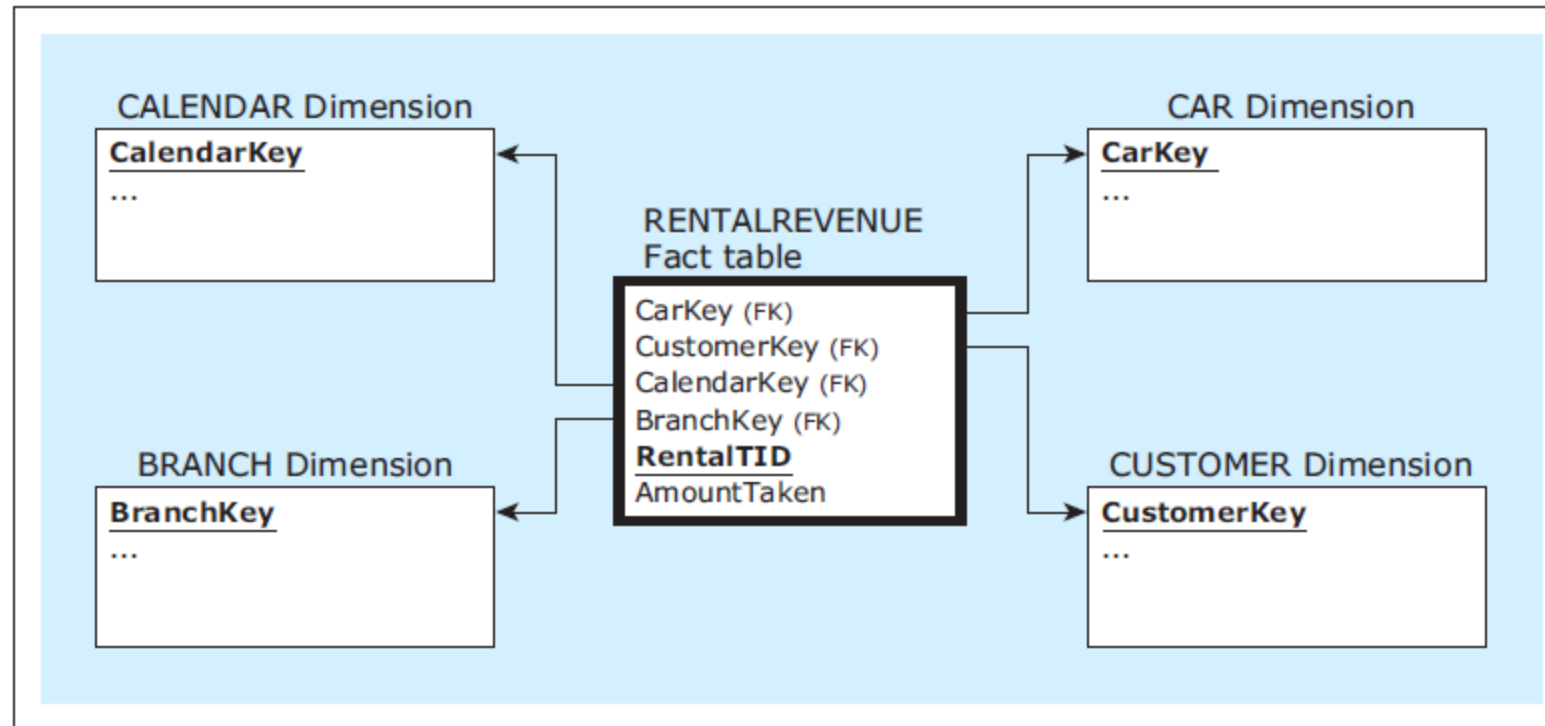 CALENDAR Dimension
CalendarKey
...
CAR Dimension
CarKey
...
RENTALREVENUE
Fact table
CarKey (FK)
CustomerKey (FK)
CalendarKey (FK)
BranchKey (FK)
RentalTID
AmountTaken
BRANCH Dimension
BranchKey
...
CUSTOMER Dimension
CustomerKey
...